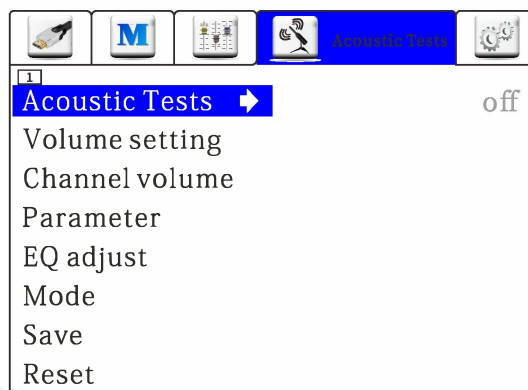 M
Acoustic Tests
1
Acoustic Tests off
Volume setting
Channel volume
Parameter
EQ adjust
Mode
Save
Reset